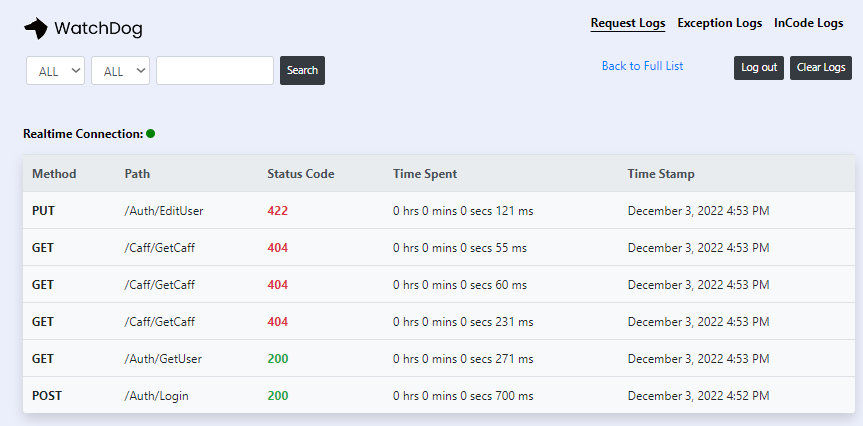 WatchDog
Request Logs Exception Logs InCode Logs
ALL ALL Search Back to Full List Log out Clear Logs
Realtime Connection:
Method Path Status Code Time Spent Time Stamp
PUT /Auth/EditUser 422 0 hrs 0 mins 0 secs 121 ms December 3, 2022 4:53 PM
GET /Caff/GetCaff 404 0 hrs 0 mins 0 secs 55 ms December 3, 2022 4:53 PM
GET /Caff/GetCaff 404 0 hrs 0 mins 0 secs 60 ms December 3, 2022 4:53 PM
GET /Caff/GetCaff 404 0 hrs 0 mins 0 secs 231 ms December 3, 2022 4:53 PM
GET /Auth/GetUser 200 0 hrs 0 mins 0 secs 271 ms December 3, 2022 4:53 PM
POST /Auth/Login 200 0 hrs 0 mins 0 secs 700 ms December 3, 2022 4:52 PM